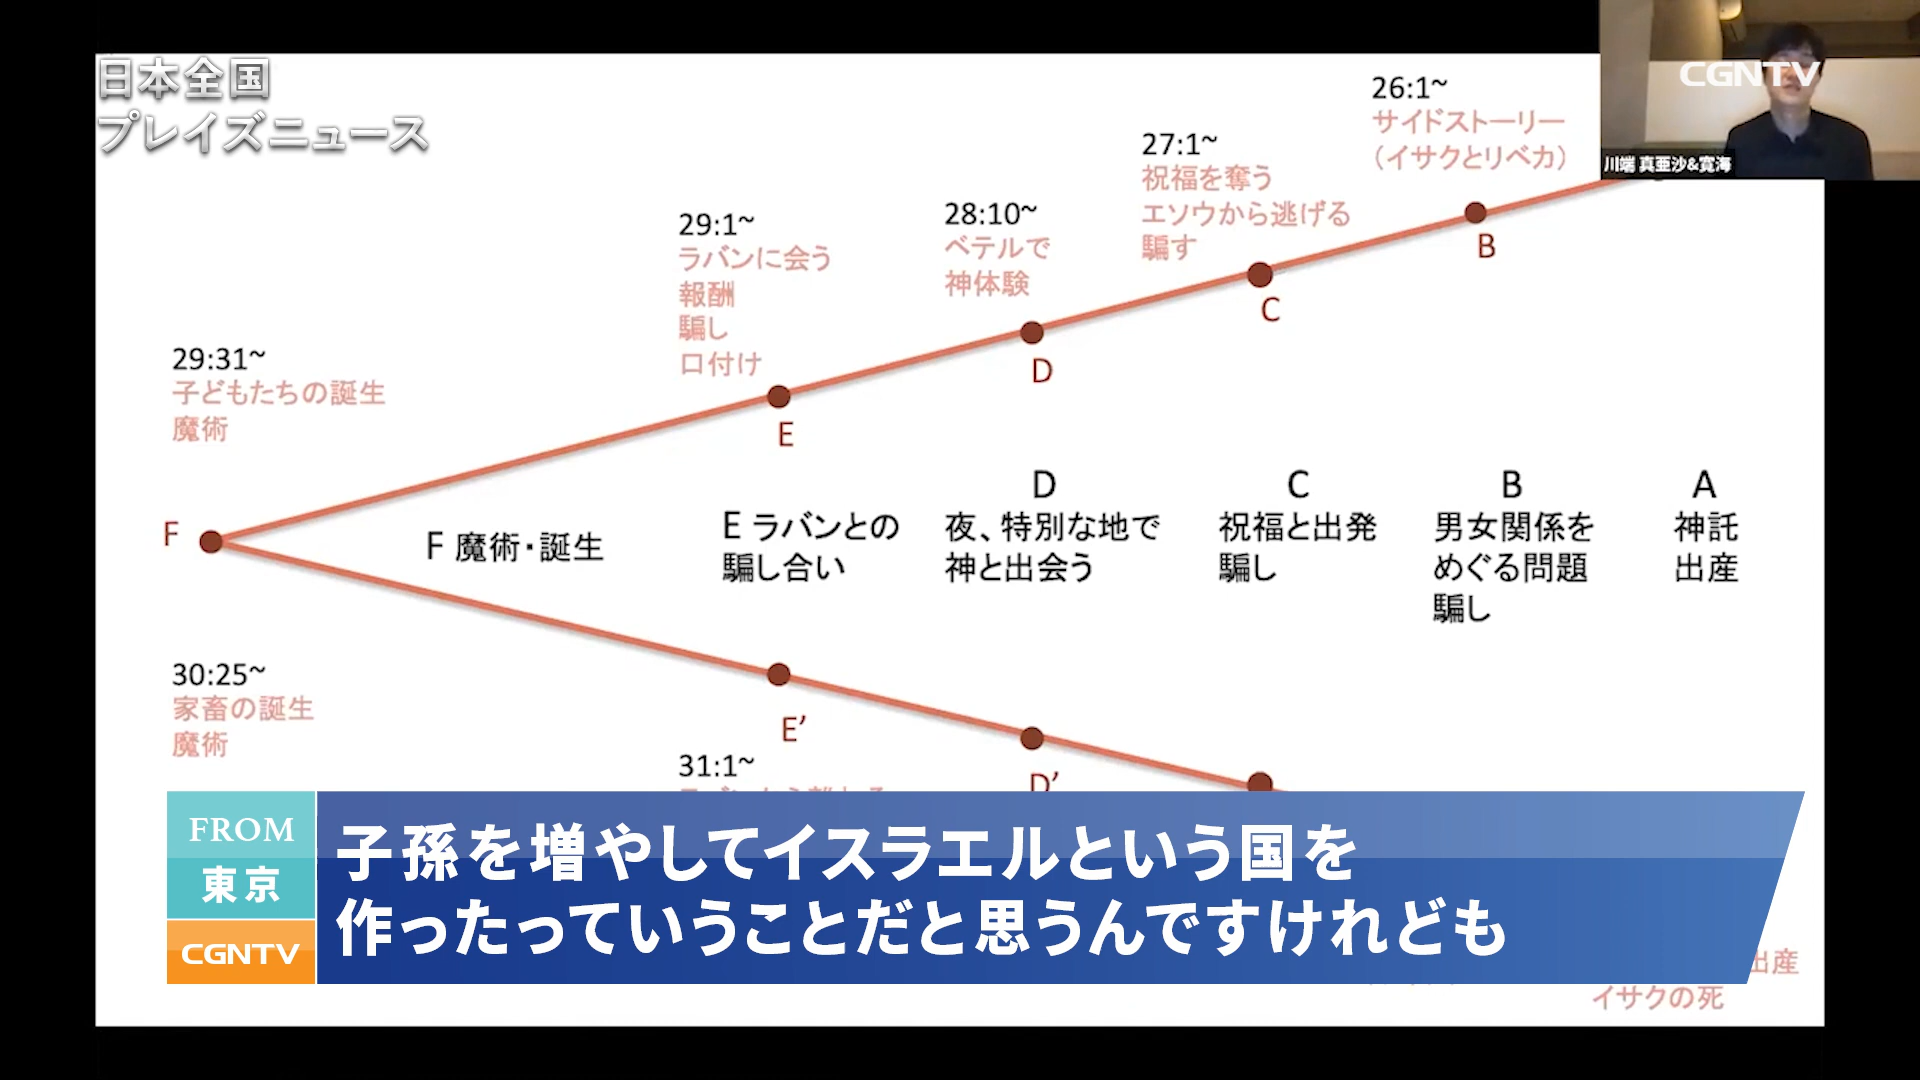 日本全国
プレイズニュース
CGNTV
川端 真亜沙&寛海
26:1~
サイドストーリー
(イサクとリベカ)
27:1~
祝福を奪う
エソウから逃げる
騙す
28:10~
ベテルで
神体験
29:1~
ラバンに会う
報酬
騙し
口付け
29:31~
子どもたちの誕生
魔術
B
C
D
E
F
F 魔術・誕生
E ラバンとの
騙し合い
D
夜、特別な地で
神と出会う
C
祝福と出発
騙し
B
男女関係を
めぐる問題
騙し
A
神託
出産
30:25~
家畜の誕生
魔術
E’
31:1~
D’
FROM
東京
CGNTV
子孫を増やしてイスラエルという国を
作ったっていうことだと思うんですけれども
出産
イサクの死